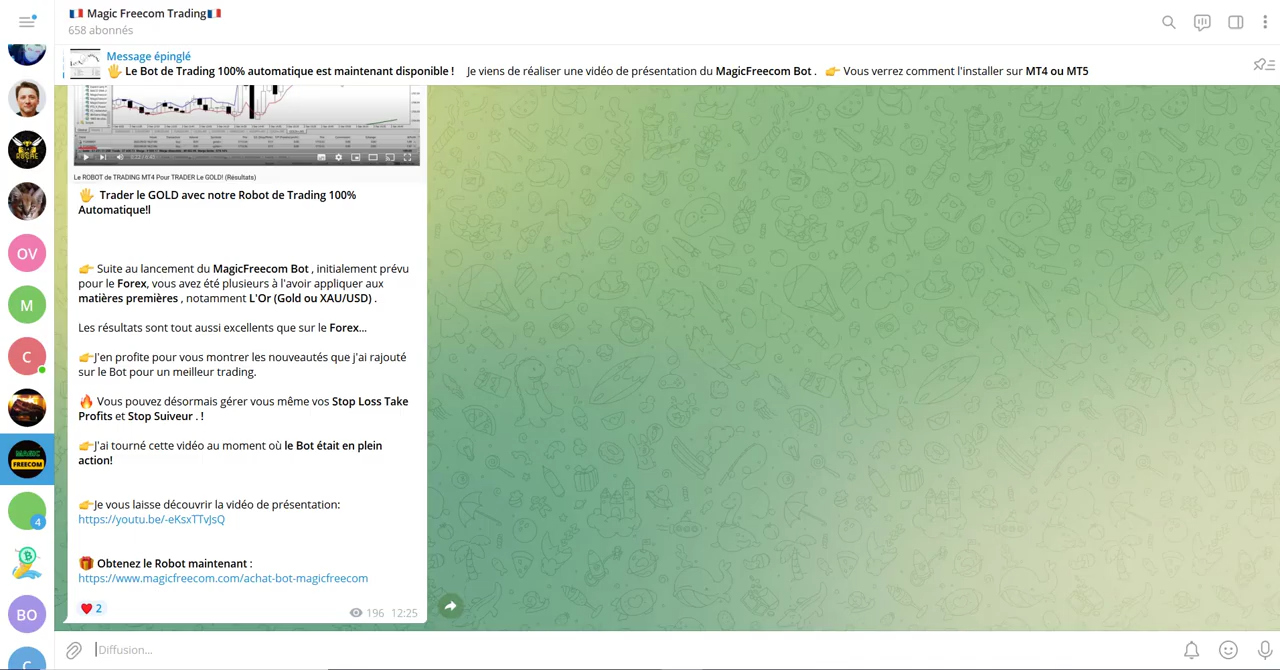 🇫🇷 Magic Freecom Trading🇫🇷
658 abonnés
Message épinglé
🖐 Le Bot de Trading 100% automatique est maintenant disponible ! Je viens de réaliser une vidéo de présentation du MagicFreecom Bot . 👉 Vous verrez comment l'installer sur MT4 ou MT5
Le ROBOT de TRADING MT4 Pour TRADER Le GOLD! (Résultats)
🖐 Trader le GOLD avec notre Robot de Trading 100%
Automatique!l
👉 Suite au lancement du MagicFreecom Bot , initialement prévu
pour le Forex, vous avez été plusieurs à l'avoir appliquer aux
matières premières , notamment L'Or (Gold ou XAU/USD) .
Les résultats sont tout aussi excellents que sur le Forex...
👉J'en profite pour vous montrer les nouveautés que j'ai rajouté
sur le Bot pour un meilleur trading.
🔥 Vous pouvez désormais gérer vous même vos Stop Loss Take
Profits et Stop Suiveur . !
👉J'ai tourné cette vidéo au moment où le Bot était en plein
action!
👉Je vous laisse découvrir la vidéo de présentation:
https://youtu.be/-eKsxTTvJsQ
🎁 Obtenez le Robot maintenant :
https://www.magicfreecom.com/achat-bot-magicfreecom
❤️ 2
196 12:25
Diffusion...
OV
M
C
MAGIC
FREECOM
4
BO
C